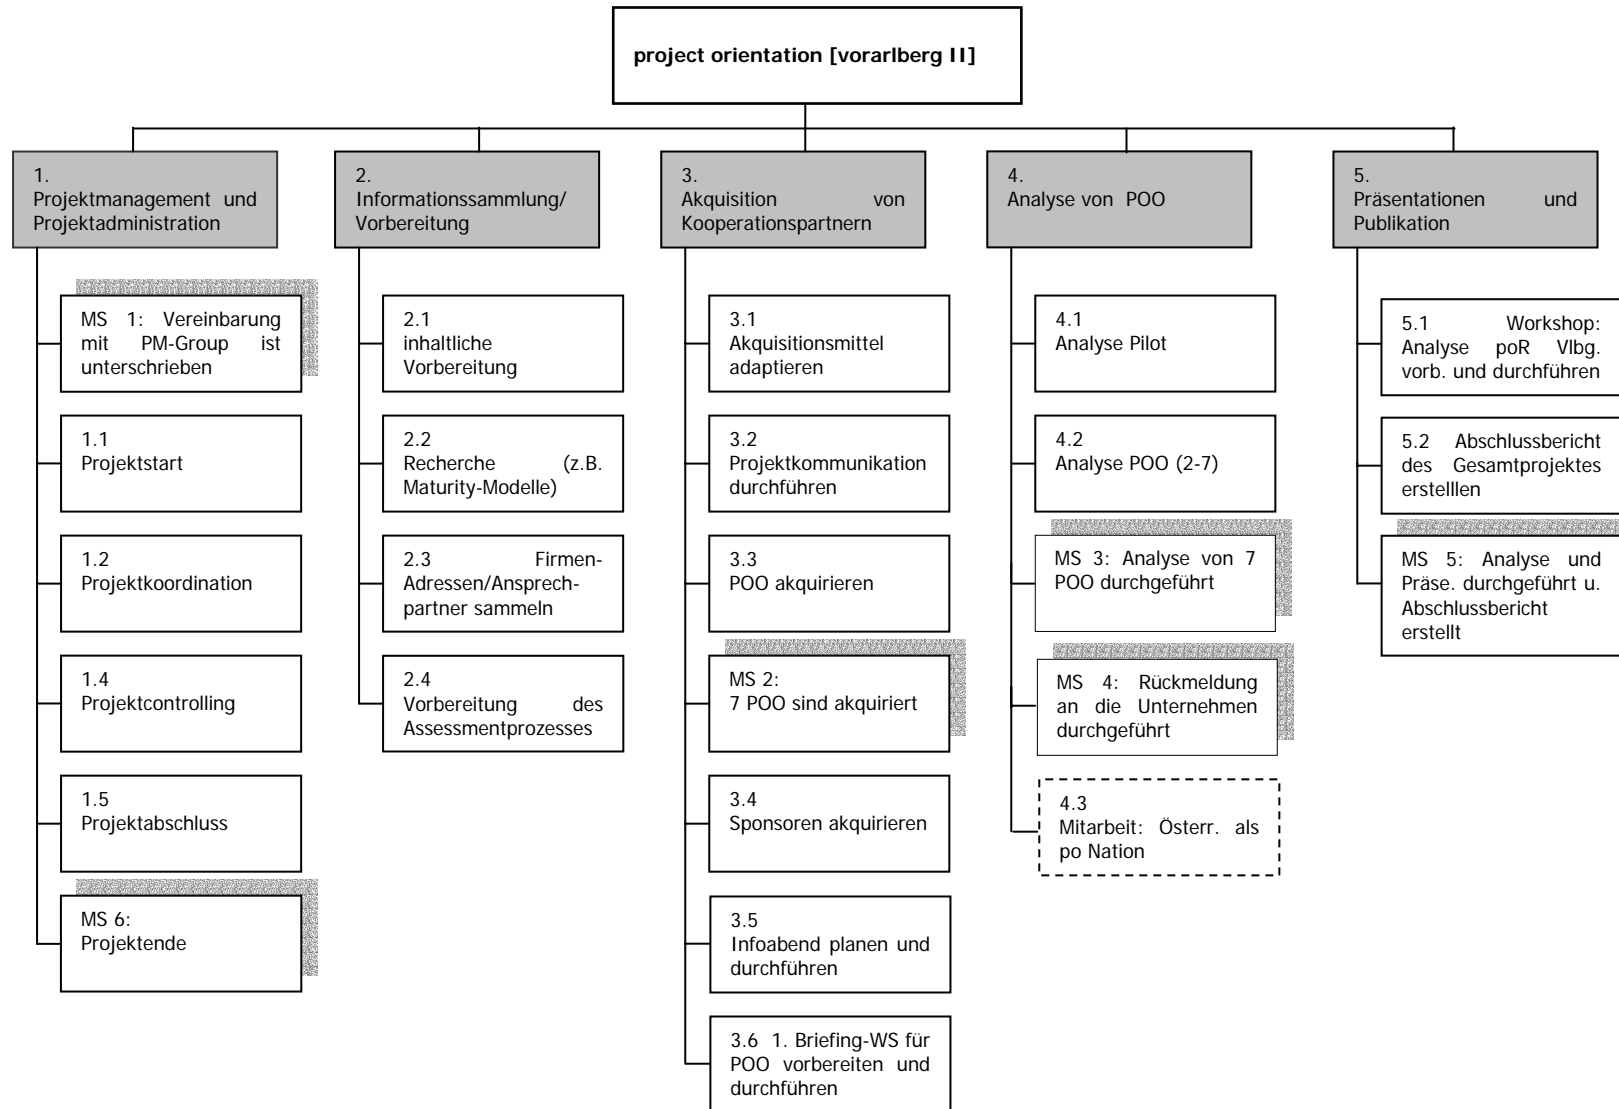 project orientation [vorarlberg II]
1.
Projektmanagement und
Projektadministration
2.
Informationssammlung/
Vorbereitung
3.
Akquisition von
Kooperationspartnern
4.
Analyse von POO
5.
Präsentationen und
Publikation
MS 1: Vereinbarung
mit PM-Group ist
unterschrieben
1.1
Projektstart
1.2
Projektkoordination
1.4
Projektcontrolling
1.5
Projektabschluss
MS 6:
Projektende
2.1
inhaltliche
Vorbereitung
2.2
Recherche (z.B.
Maturity-Modelle)
2.3 Firmen-
Adressen/Ansprech-
partner sammeln
2.4
Vorbereitung des
Assessmentprozesses
3.1
Akquisitionsmittel
adaptieren
3.2
Projektkommunikation
durchführen
3.3
POO akquirieren
MS 2:
7 POO sind akquiriert
3.4
Sponsoren akquirieren
3.5
Infoabend planen und
durchführen
3.6 1. Briefing-WS für
POO vorbereiten und
durchführen
4.1
Analyse Pilot
4.2
Analyse POO (2-7)
MS 3: Analyse von 7
POO durchgeführt
MS 4: Rückmeldung
an die Unternehmen
durchgeführt
4.3
Mitarbeit: Österr. als
po Nation
5.1 Workshop:
Analyse poR Vlbg.
vorb. und durchführen
5.2 Abschlussbericht
des Gesamtprojektes
erstelllen
MS 5: Analyse und
Präse. durchgeführt u.
Abschlussbericht
erstellt